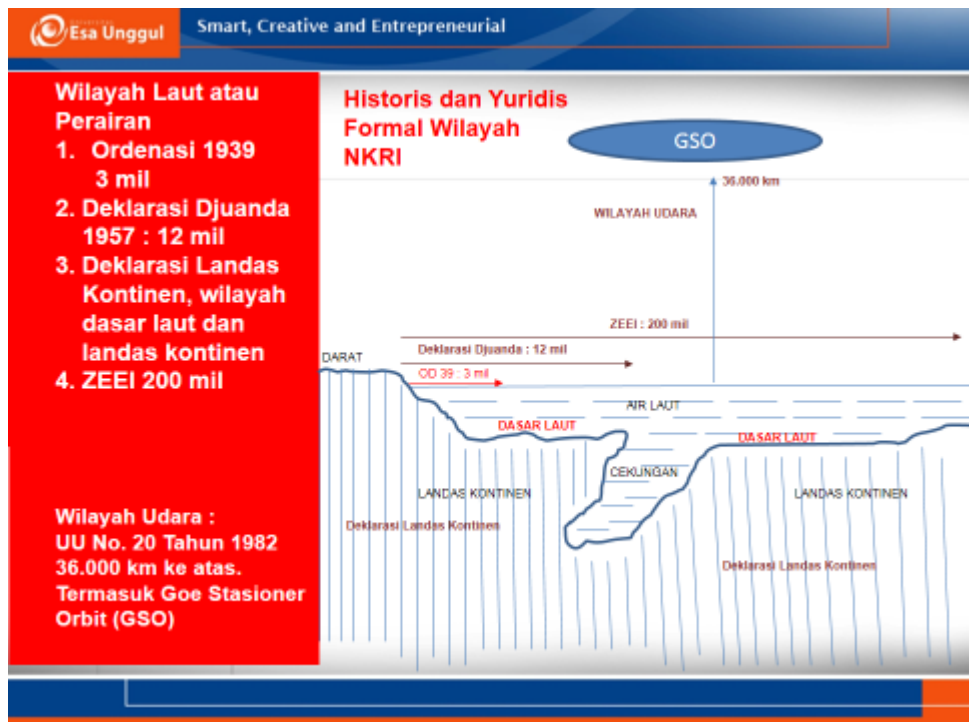 UNIVERSITAS
Esa Unggul
Smart, Creative and Entrepreneurial
Wilayah Laut atau
Perairan
1. Ordenasi 1939
3 mil
2. Deklarasi Djuanda
1957 : 12 mil
3. Deklarasi Landas
Kontinen, wilayah
dasar laut dan
landas kontinen
4. ZEEI 200 mil
Wilayah Udara :
UU No. 20 Tahun 1982
36.000 km ke atas.
Termasuk Goe Stasioner
Orbit (GSO)
Historis dan Yuridis
Formal Wilayah
NKRI
GSO
36.000 km
WILAYAH UDARA
ZEEI : 200 mil
Deklarasi Djuanda : 12 mil
DARAT
OD 39 : 3 mil
AIR LAUT
DASAR LAUT
DASAR LAUT
CEKUNGAN
LANDAS KONTINEN
LANDAS KONTINEN
Deklarasi Landas Kontinen
Deklarasi Landas Kontinen